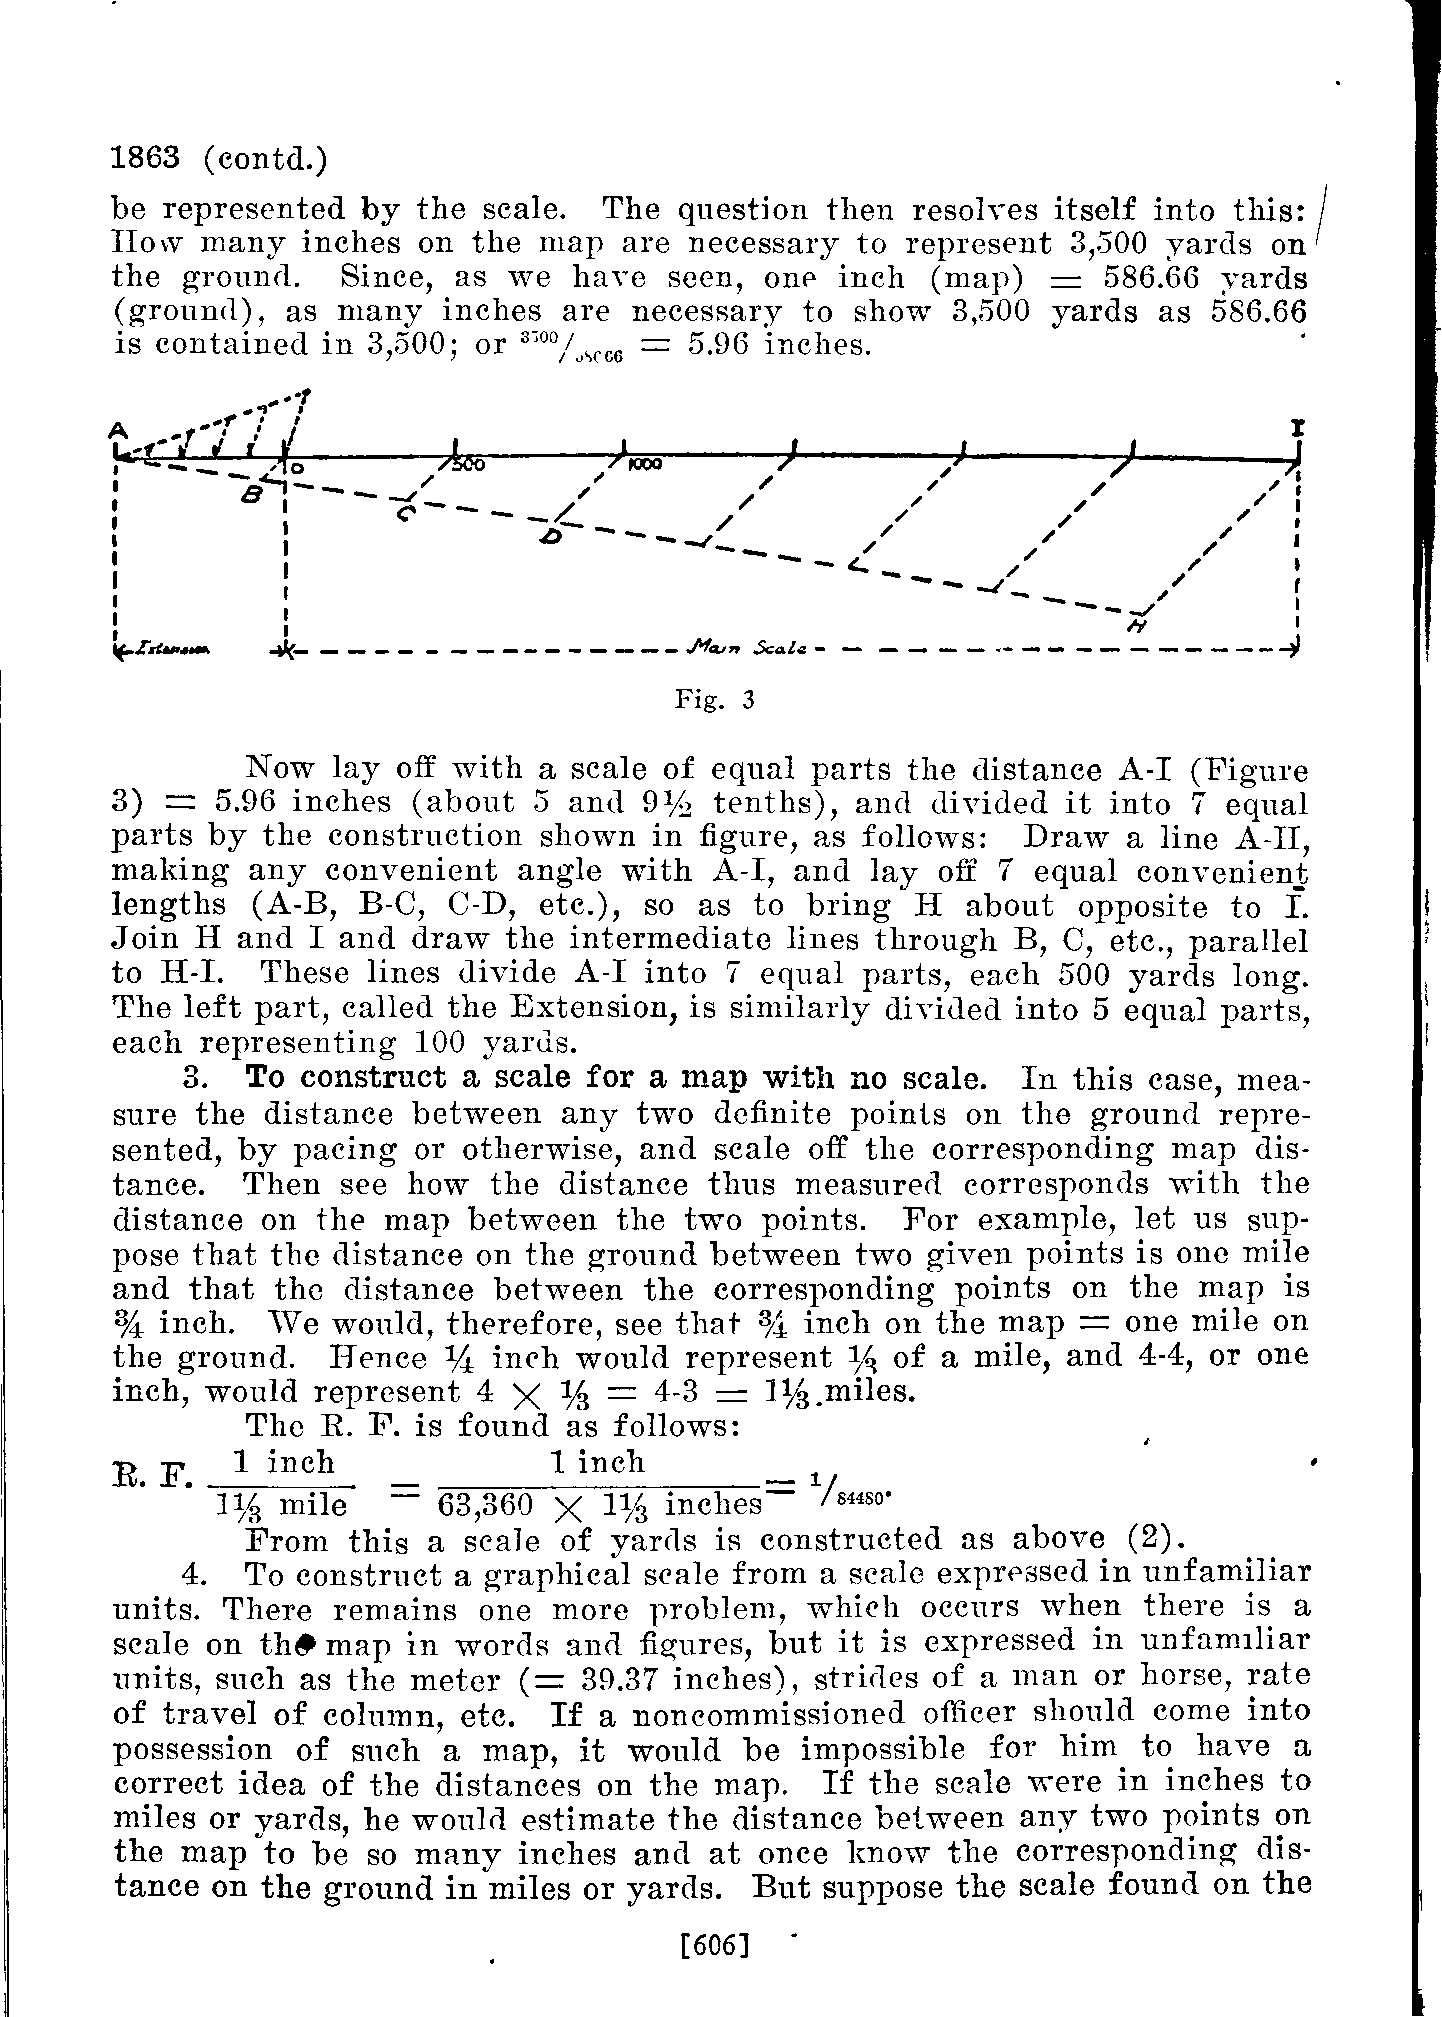 1863 (contd.)
be represented by the scale. The question then resolves itself into this:
How many inches on the map are necessary to represent 3,500 yards on
the ground. Since, as we have seen, one inch (map) = 586.66 yards
(ground), as many inches are necessary to show 3,500 yards as 586.66
is contained in 3,500; or 3500/58666 = 5.96 inches.
A I
0 500 1000
B C D
H
Extension Main Scale
Fig. 3
Now lay off with a scale of equal parts the distance A-I (Figure
3) = 5.96 inches (about 5 and 9½ tenths), and divided it into 7 equal
parts by the construction shown in figure, as follows: Draw a line A-H,
making any convenient angle with A-I, and lay off 7 equal convenient
lengths (A-B, B-C, C-D, etc.), so as to bring H about opposite to I.
Join H and I and draw the intermediate lines through B, C, etc., parallel
to H-I. These lines divide A-I into 7 equal parts, each 500 yards long.
The left part, called the Extension, is similarly divided into 5 equal parts,
each representing 100 yards.
3. To construct a scale for a map with no scale. In this case, mea-
sure the distance between any two definite points on the ground repre-
sented, by pacing or otherwise, and scale off the corresponding map dis-
tance. Then see how the distance thus measured corresponds with the
distance on the map between the two points. For example, let us sup-
pose that the distance on the ground between two given points is one mile
and that the distance between the corresponding points on the map is
¾ inch. We would, therefore, see that ¾ inch on the map = one mile on
the ground. Hence ¼ inch would represent ⅓ of a mile, and 4-4, or one
inch, would represent 4 × ⅓ = 4-3 = 1⅓ miles.
The R. F. is found as follows:
R. F. 1 inch / 1⅓ mile = 1 inch / 63,360 × 1⅓ inches = 1/84480.
From this a scale of yards is constructed as above (2).
4. To construct a graphical scale from a scale expressed in unfamiliar
units. There remains one more problem, which occurs when there is a
scale on the map in words and figures, but it is expressed in unfamiliar
units, such as the meter (= 39.37 inches), strides of a man or horse, rate
of travel of column, etc. If a noncommissioned officer should come into
possession of such a map, it would be impossible for him to have a
correct idea of the distances on the map. If the scale were in inches to
miles or yards, he would estimate the distance between any two points on
the map to be so many inches and at once know the corresponding dis-
tance on the ground in miles or yards. But suppose the scale found on the
[606]